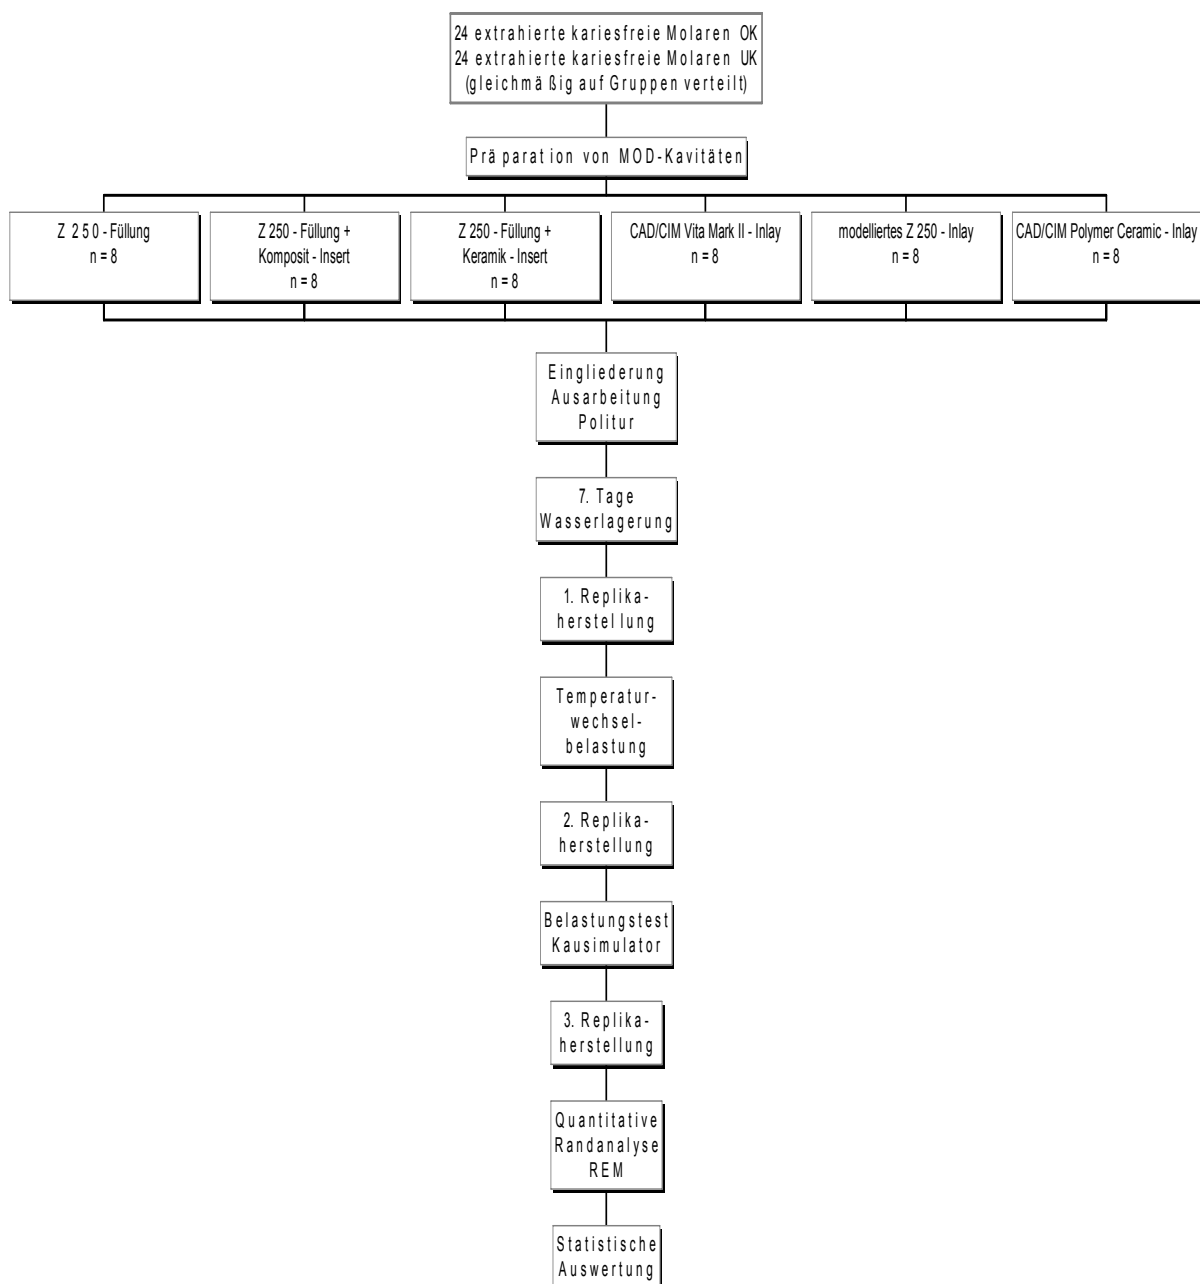 24 extrahierte kariesfreie Molaren OK
24 extrahierte kariesfreie Molaren UK
(gleichmäßig auf Gruppen verteilt)
Präparation von MOD-Kavitäten
Z 250 - Füllung
n = 8
Z 250 - Füllung +
Komposit - Insert
n = 8
Z 250 - Füllung +
Keramik - Insert
n = 8
CAD/CIM Vita Mark II - Inlay
n = 8
modelliertes Z 250 - Inlay
n = 8
CAD/CIM Polymer Ceramic - Inlay
n = 8
Eingliederung
Ausarbeitung
Politur
7. Tage
Wasserlagerung
1. Replika-
herstellung
Temperatur-
wechsel-
belastung
2. Replika-
herstellung
Belastungstest
Kausimulator
3. Replika-
herstellung
Quantitative
Randanalyse
REM
Statistische
Auswertung